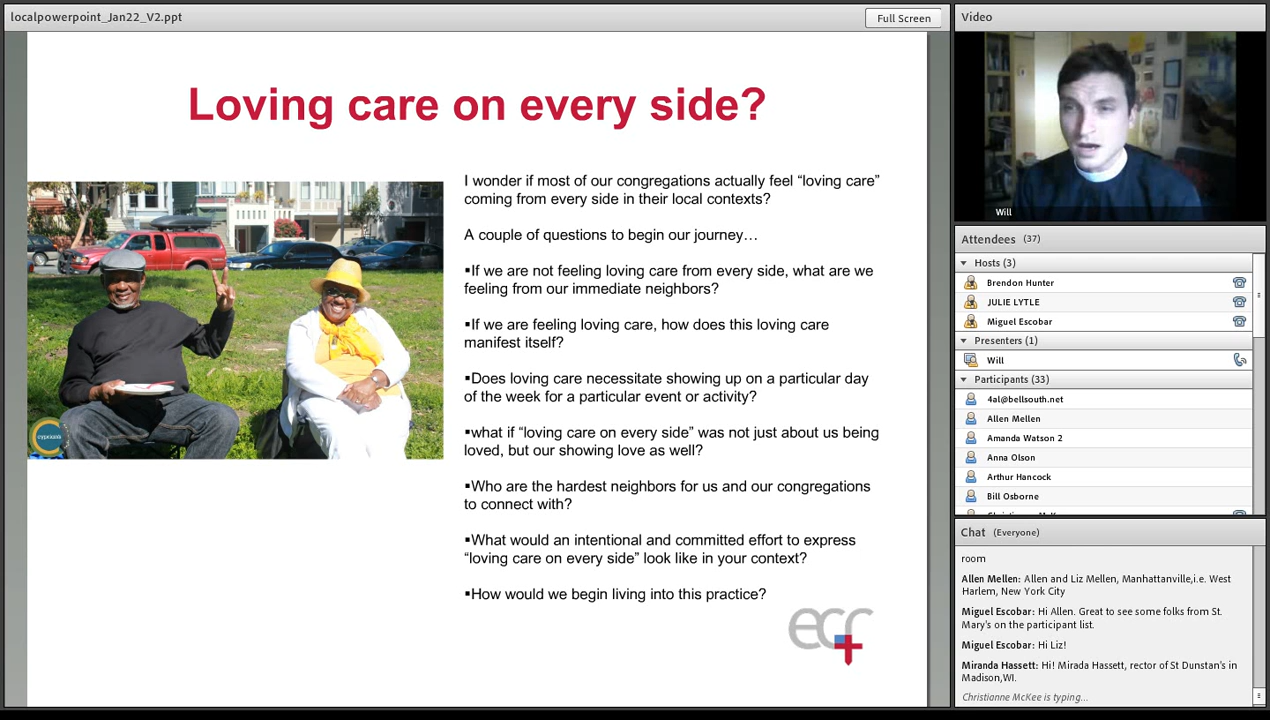 localpowerpoint_Jan22_V2.ppt
Full Screen
Loving care on every side?
I wonder if most of our congregations actually feel “loving care”
coming from every side in their local contexts?
A couple of questions to begin our journey…
▪If we are not feeling loving care from every side, what are we
feeling from our immediate neighbors?
▪If we are feeling loving care, how does this loving care
manifest itself?
▪Does loving care necessitate showing up on a particular day
of the week for a particular event or activity?
▪what if “loving care on every side” was not just about us being
loved, but our showing love as well?
▪Who are the hardest neighbors for us and our congregations
to connect with?
▪What would an intentional and committed effort to express
“loving care on every side” look like in your context?
▪How would we begin living into this practice?
cyprian's
ecf
Video
Will
Attendees (37)
Hosts (3)
Brendon Hunter
JULIE LYTLE
Miguel Escobar
Presenters (1)
Will
Participants (33)
4al@bellsouth.net
Allen Mellen
Amanda Watson 2
Anna Olson
Arthur Hancock
Bill Osborne
Chat (Everyone)
room
Allen Mellen: Allen and Liz Mellen, Manhattanville,i.e. West
Harlem, New York City
Miguel Escobar: Hi Allen. Great to see some folks from St.
Mary's on the participant list.
Miguel Escobar: Hi Liz!
Miranda Hassett: Hi! Mirada Hassett, rector of St Dunstan's in
Madison,WI.
Christianne McKee is typing...